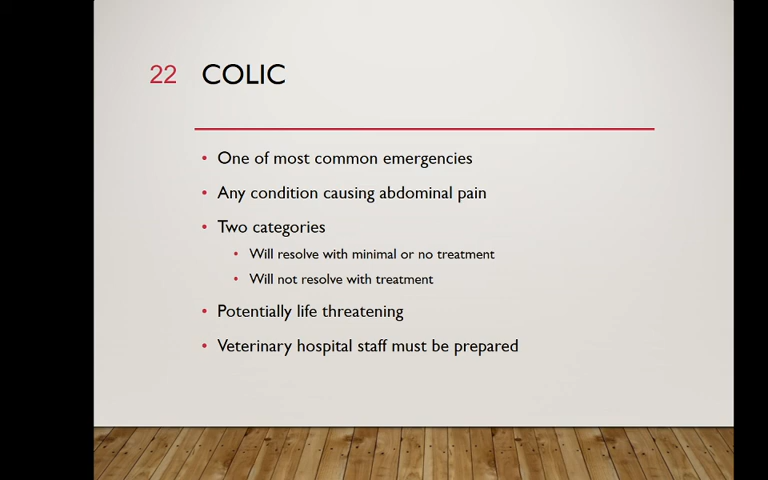 22 COLIC
• One of most common emergencies
• Any condition causing abdominal pain
• Two categories
• Will resolve with minimal or no treatment
• Will not resolve with treatment
• Potentially life threatening
• Veterinary hospital staff must be prepared